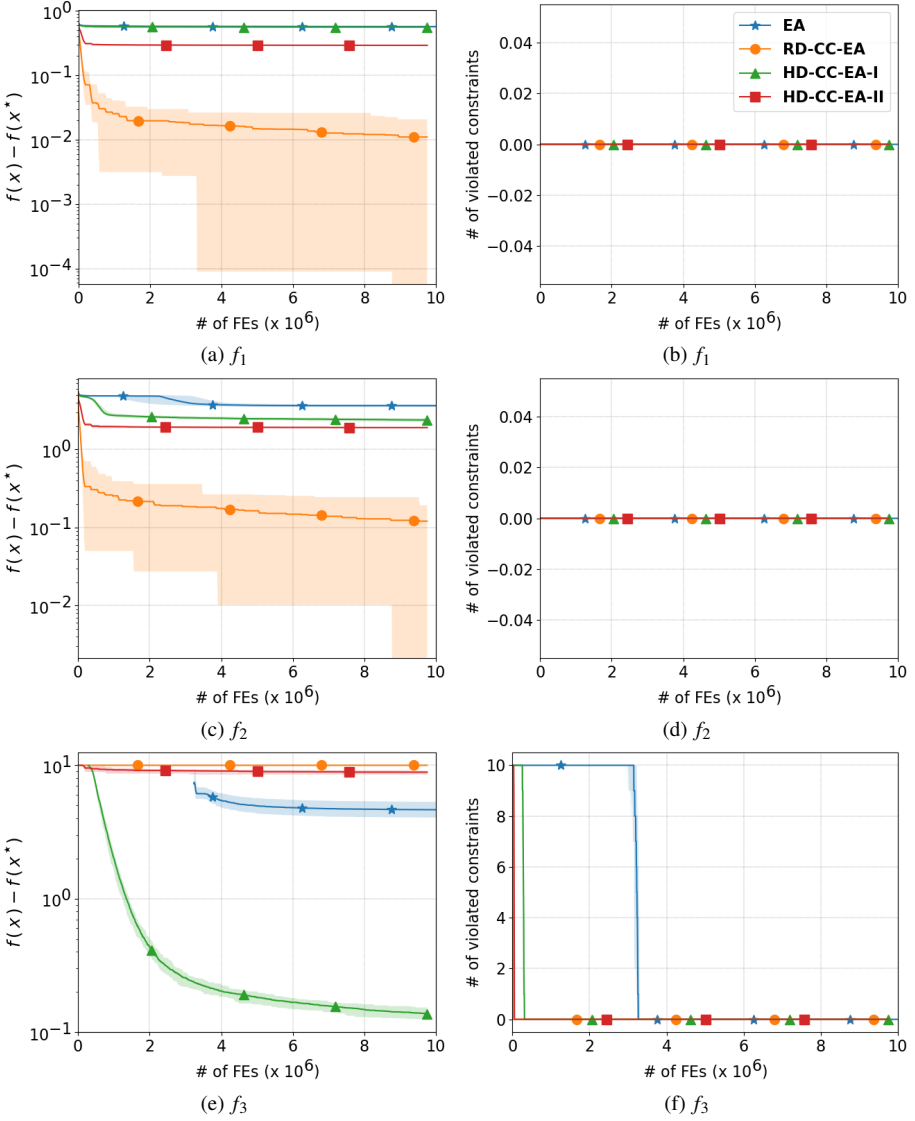 10^0
10^-1
10^-2
10^-3
10^-4
f(x) − f(x*)
0 2 4 6 8 10
# of FEs (x 10^6)
(a) f_1
0.04
0.02
0.00
−0.02
−0.04
# of violated constraints
EA
RD-CC-EA
HD-CC-EA-I
HD-CC-EA-II
0 2 4 6 8 10
# of FEs (x 10^6)
(b) f_1
10^0
10^-1
10^-2
f(x) − f(x*)
0 2 4 6 8 10
# of FEs (x 10^6)
(c) f_2
0.04
0.02
0.00
−0.02
−0.04
# of violated constraints
0 2 4 6 8 10
# of FEs (x 10^6)
(d) f_2
10^1
10^0
10^-1
f(x) − f(x*)
0 2 4 6 8 10
# of FEs (x 10^6)
(e) f_3
10
8
6
4
2
0
# of violated constraints
0 2 4 6 8 10
# of FEs (x 10^6)
(f) f_3